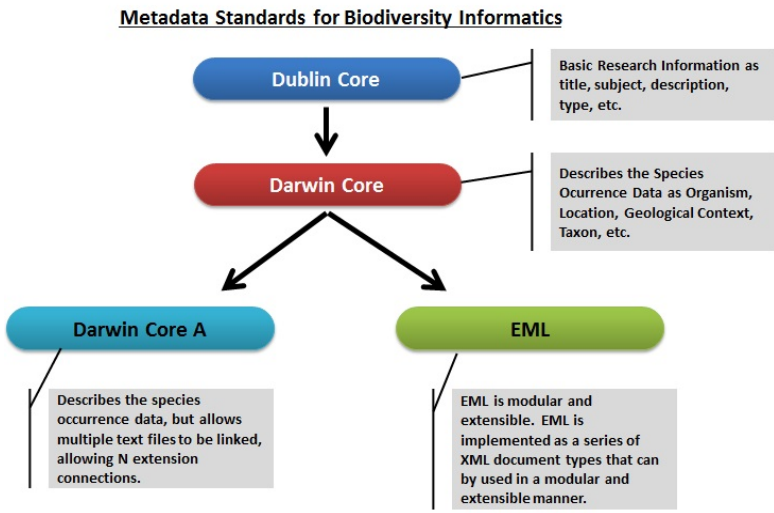 Metadata Standards for Biodiversity Informatics
Dublin Core
Basic Research Information as
title, subject, description,
type, etc.
Darwin Core
Describes the Species
Ocurrence Data as Organism,
Location, Geological Context,
Taxon, etc.
Darwin Core A
Describes the species
occurrence data, but allows
multiple text files to be linked,
allowing N extension
connections.
EML
EML is modular and
extensible. EML is
implemented as a series of
XML document types that can
by used in a modular and
extensible manner.